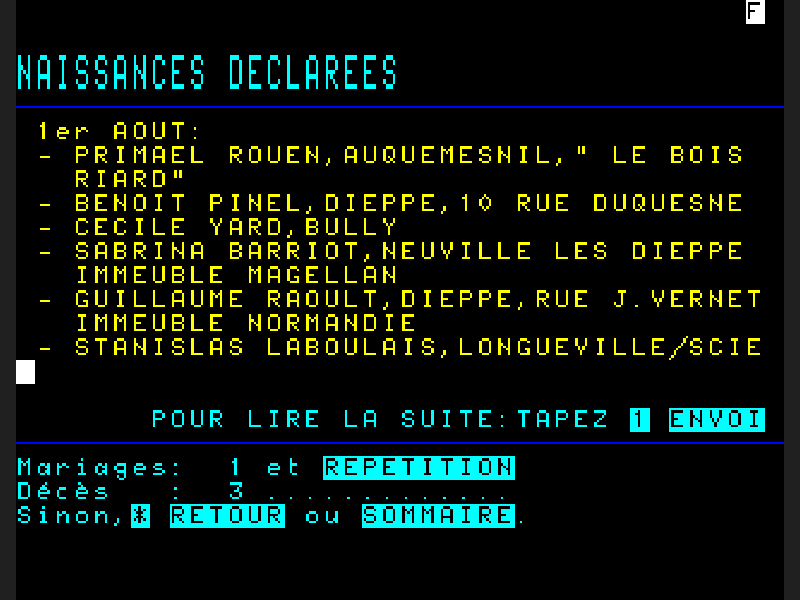 F
NAISSANCES DECLAREES
1er AOUT:
- PRIMAEL ROUEN,AUQUEMESNIL," LE BOIS
RIARD"
- BENOIT PINEL,DIEPPE,10 RUE DUQUESNE
- CECILE YARD,BULLY
- SABRINA BARRIOT,NEUVILLE LES DIEPPE
IMMEUBLE MAGELLAN
- GUILLAUME RAOULT,DIEPPE,RUE J.VERNET
IMMEUBLE NORMANDIE
- STANISLAS LABOULAIS,LONGUEVILLE/SCIE
POUR LIRE LA SUITE:TAPEZ 1 ENVOI
Mariages: 1 et REPETITION
Décès : 3 .............
Sinon,* RETOUR ou SOMMAIRE.